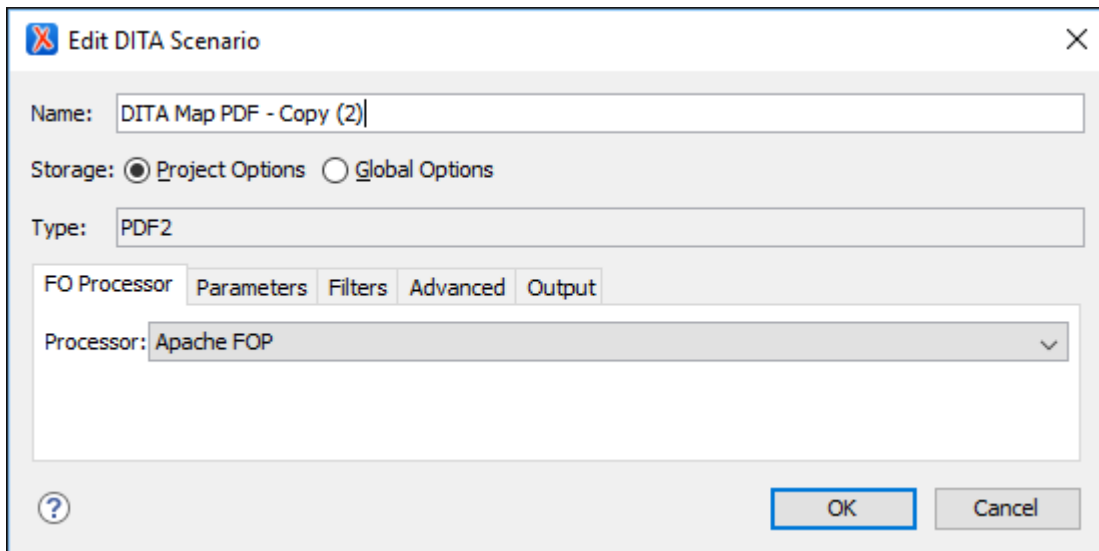 Edit DITA Scenario
Name: DITA Map PDF - Copy (2)
Storage: Project Options Global Options
Type: PDF2
FO Processor Parameters Filters Advanced Output
Processor: Apache FOP
? OK Cancel